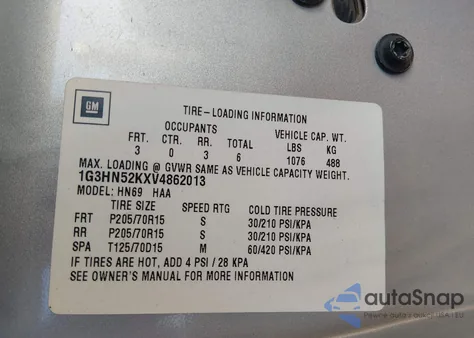 GM
TIRE-LOADING INFORMATION
OCCUPANTS VEHICLE CAP. WT.
FRT. CTR. RR. TOTAL LBS KG
3 0 3 6 1076 488
MAX. LOADING @ GVWR SAME AS VEHICLE CAPACITY WEIGHT.
1G3HN52KXV4862013
MODEL: HN69 HAA
TIRE SIZE SPEED RTG COLD TIRE PRESSURE
FRT P205/70R15 S 30/210 PSI/KPA
RR P205/70R15 S 30/210 PSI/KPA
SPA T125/70D15 M 60/420 PSI/KPA
IF TIRES ARE HOT, ADD 4 PSI / 28 KPA
SEE OWNER'S MANUAL FOR MORE INFORMATION
autoSnap